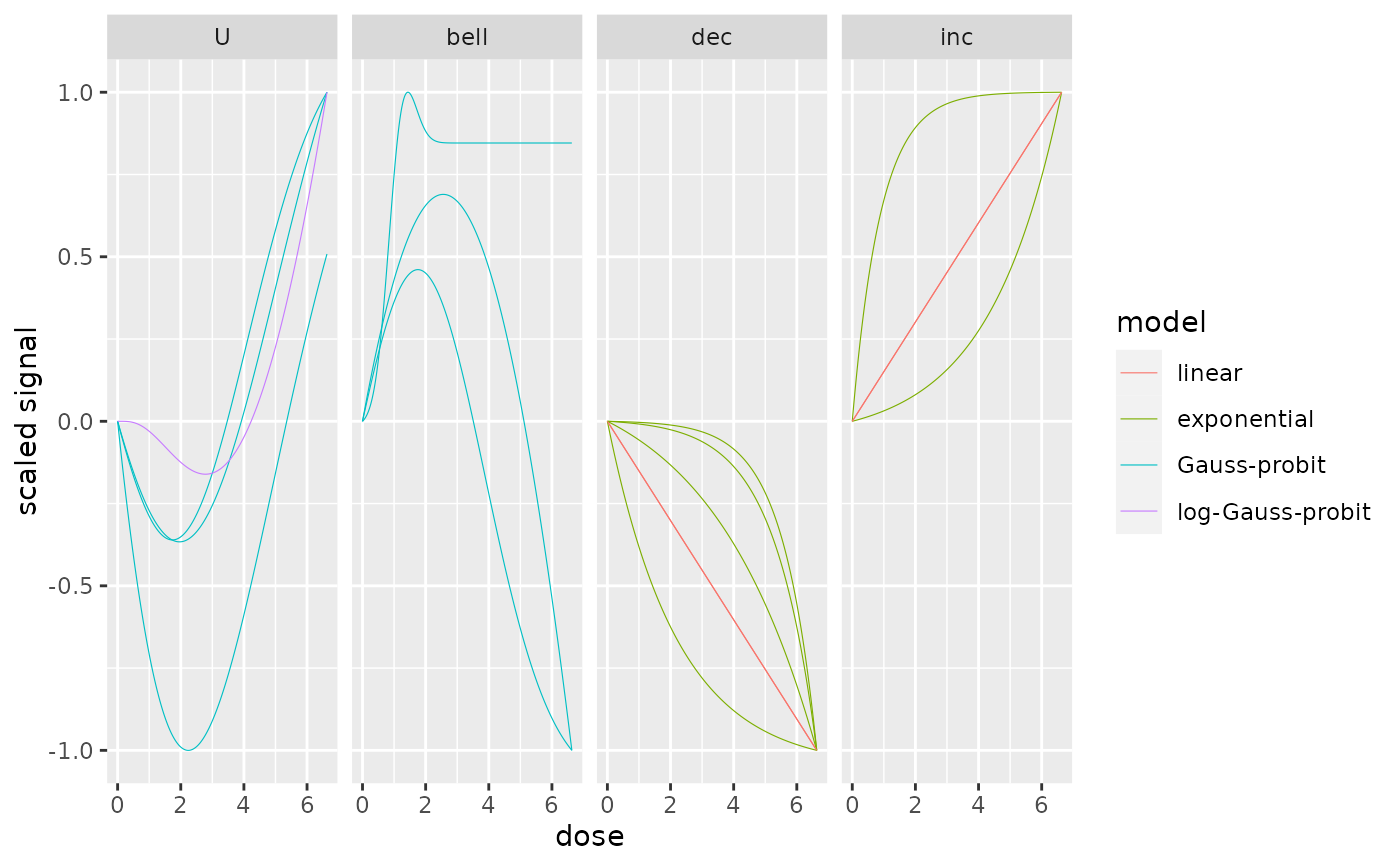 U bell dec inc
1.0
0.5
0.0
-0.5
-1.0
scaled signal
0 2 4 6 0 2 4 6 0 2 4 6 0 2 4 6
dose
model
linear
exponential
Gauss-probit
log-Gauss-probit